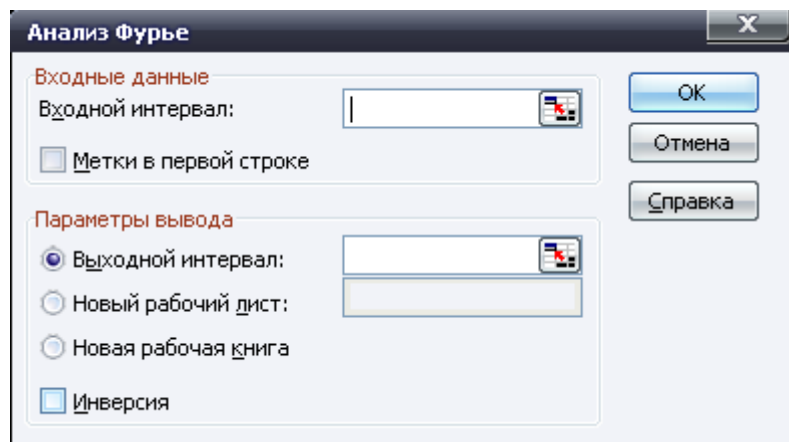 Анализ Фурье
Входные данные
Входной интервал:
Метки в первой строке
Параметры вывода
Выходной интервал:
Новый рабочий лист:
Новая рабочая книга
Инверсия
ОК
Отмена
Справка